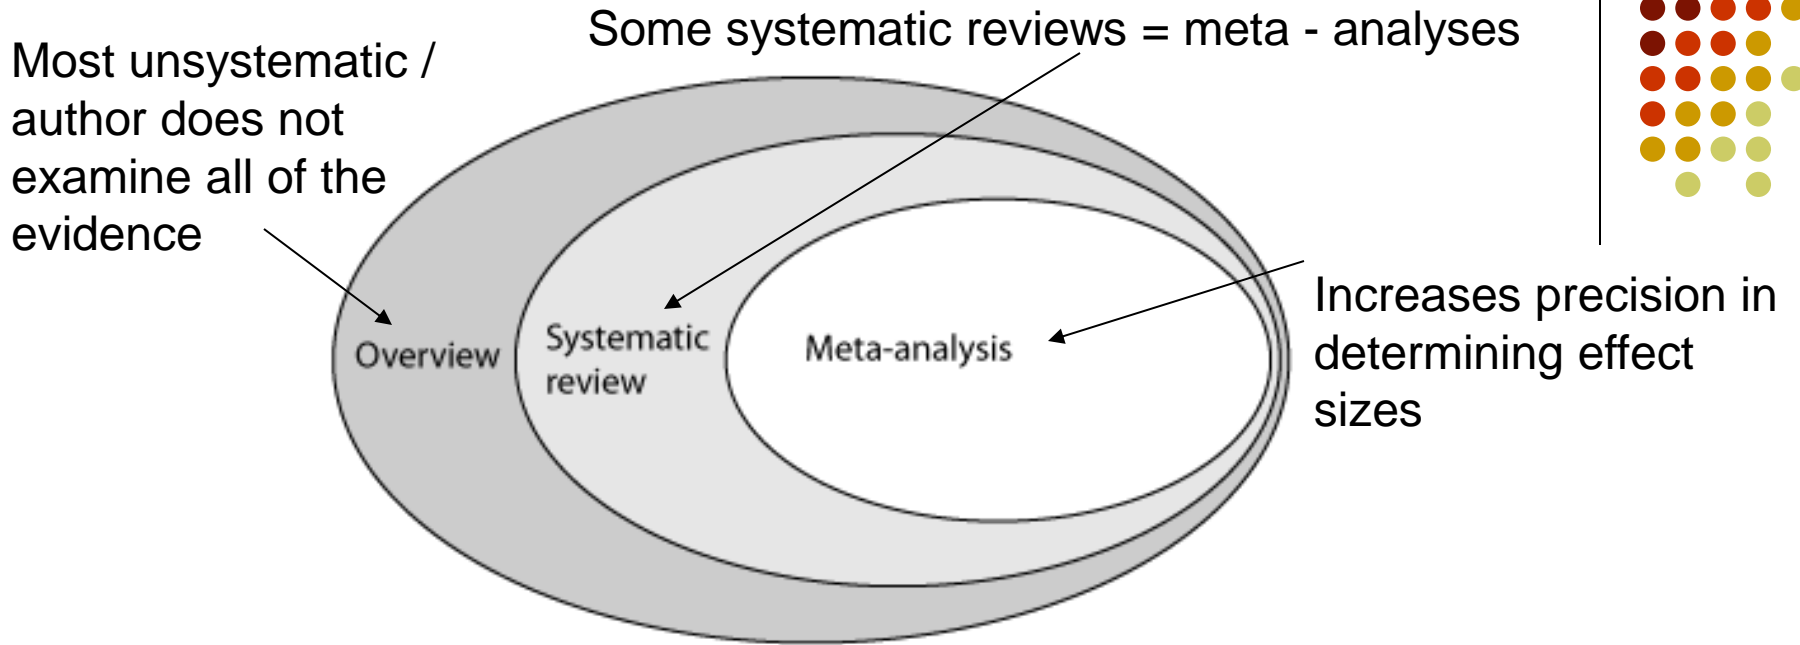 Some systematic reviews = meta - analyses
Most unsystematic /
author does not
examine all of the
evidence
Overview
Systematic
review
Meta-analysis
Increases precision in
determining effect
sizes